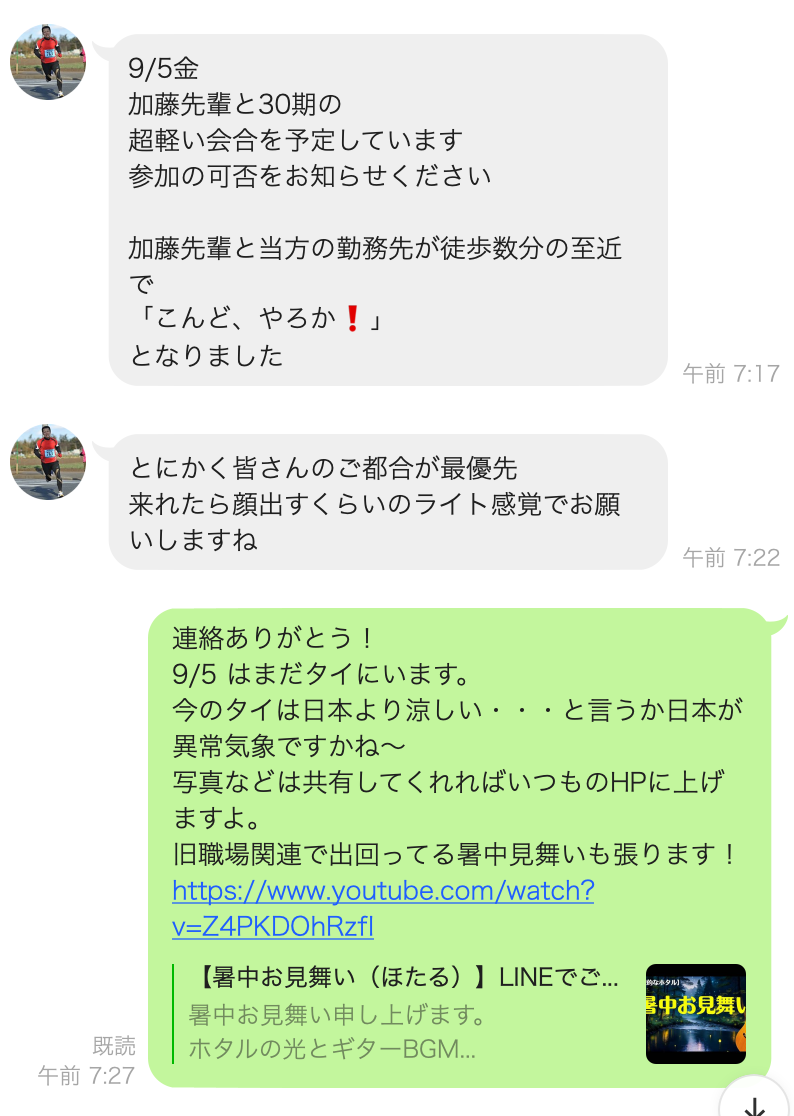 9/5金
加藤先輩と30期の
超軽い会合を予定しています
参加の可否をお知らせください
加藤先輩と当方の勤務先が徒歩数分の至近
で
「こんど、やろか❗」
となりました
午前 7:17
とにかく皆さんのご都合が最優先
来れたら顔出すくらいのライト感覚でお願
いしますね
午前 7:22
連絡ありがとう！
9/5 はまだタイにいます。
今のタイは日本より涼しい・・・と言うか日本が
異常気象ですかね〜
写真などは共有してくれればいつものHPに上げ
ますよ。
旧職場関連で出回ってる暑中見舞いも張ります！
https://www.youtube.com/watch?
v=Z4PKDOhRzfI
【暑中お見舞い（ほたる）】LINEでご...
暑中お見舞い申し上げます。
ホタルの光とギターBGM...
的なホタル】
暑中お見舞い
既読
午前 7:27